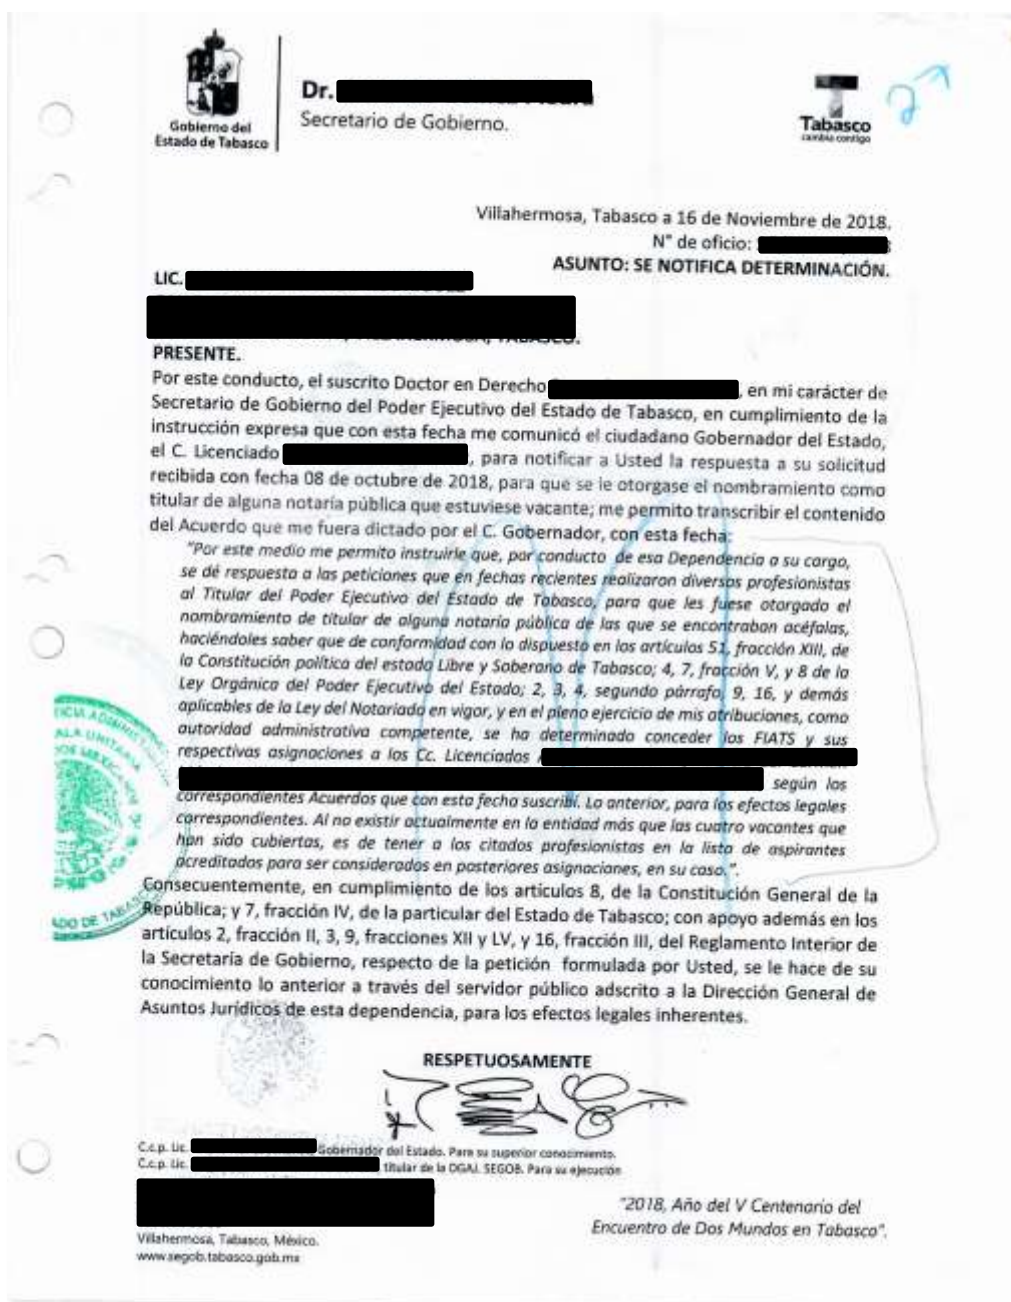 Gobierno del
Estado de Tabasco
Dr.
Secretario de Gobierno.
Tabasco
cambia contigo
Villahermosa, Tabasco a 16 de Noviembre de 2018.
N° de oficio:
ASUNTO: SE NOTIFICA DETERMINACIÓN.
LIC.
PRESENTE.
Por este conducto, el suscrito Doctor en Derecho , en mi carácter de
Secretario de Gobierno del Poder Ejecutivo del Estado de Tabasco, en cumplimiento de la
instrucción expresa que con esta fecha me comunicó el ciudadano Gobernador del Estado,
el C. Licenciado , para notificar a Usted la respuesta a su solicitud
recibida con fecha 08 de octubre de 2018, para que se le otorgase el nombramiento como
titular de alguna notaría pública que estuviese vacante; me permito transcribir el contenido
del Acuerdo que me fuera dictado por el C. Gobernador, con esta fecha:
"Por este medio me permito instruirle que, por conducto de esa Dependencia a su cargo,
se dé respuesta a las peticiones que en fechas recientes realizaron diversos profesionistas
al Titular del Poder Ejecutivo del Estado de Tabasco, para que les fuese otorgado el
nombramiento de titular de alguna notaría pública de las que se encontraban acéfalas,
haciéndoles saber que de conformidad con lo dispuesto en los artículos 51, fracción XIII, de
la Constitución política del estado Libre y Soberano de Tabasco; 4, 7, fracción V, y 8 de la
Ley Orgánica del Poder Ejecutivo del Estado; 2, 3, 4, segundo párrafo, 9, 16, y demás
aplicables de la Ley del Notariado en vigor, y en el pleno ejercicio de mis atribuciones, como
autoridad administrativa competente, se ha determinado conceder los FIATS y sus
respectivas asignaciones a los Cc. Licenciados
según los
correspondientes Acuerdos que con esta fecha suscribí. Lo anterior, para los efectos legales
correspondientes. Al no existir actualmente en la entidad más que las cuatro vacantes que
han sido cubiertas, es de tener a los citados profesionistas en la lista de aspirantes
acreditados para ser considerados en posteriores asignaciones, en su caso.".
Consecuentemente, en cumplimiento de los artículos 8, de la Constitución General de la
República; y 7, fracción IV, de la particular del Estado de Tabasco; con apoyo además en los
artículos 2, fracción II, 3, 9, fracciones XII y LV, y 16, fracción III, del Reglamento Interior de
la Secretaría de Gobierno, respecto de la petición formulada por Usted, se le hace de su
conocimiento lo anterior a través del servidor público adscrito a la Dirección General de
Asuntos Jurídicos de esta dependencia, para los efectos legales inherentes.
RESPETUOSAMENTE
C.c.p. Lic. Gobernador del Estado. Para su superior conocimiento.
C.c.p. Lic. titular de la DGAJ. SEGOB. Para su ejecución
"2018, Año del V Centenario del
Encuentro de Dos Mundos en Tabasco".
Villahermosa, Tabasco, México.
www.segob.tabasco.gob.mx